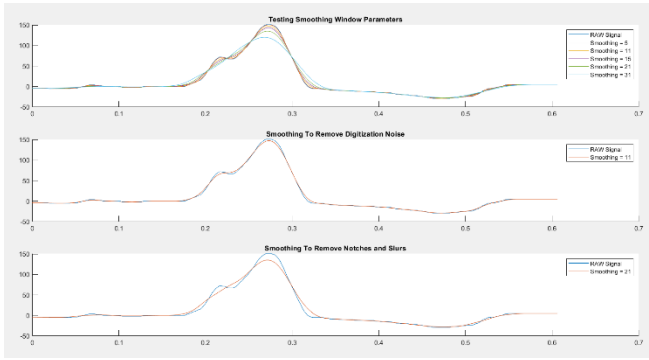 Testing Smoothing Window Parameters
150
100
50
0
-50
0 0.1 0.2 0.3 0.4 0.5 0.6 0.7
RAW Signal
Smoothing = 5
Smoothing = 11
Smoothing = 15
Smoothing = 21
Smoothing = 31
Smoothing To Remove Digitization Noise
150
100
50
0
-50
0 0.1 0.2 0.3 0.4 0.5 0.6 0.7
RAW Signal
Smoothing = 11
Smoothing To Remove Notches and Slurs
150
100
50
0
-50
0 0.1 0.2 0.3 0.4 0.5 0.6 0.7
RAW Signal
Smoothing = 21